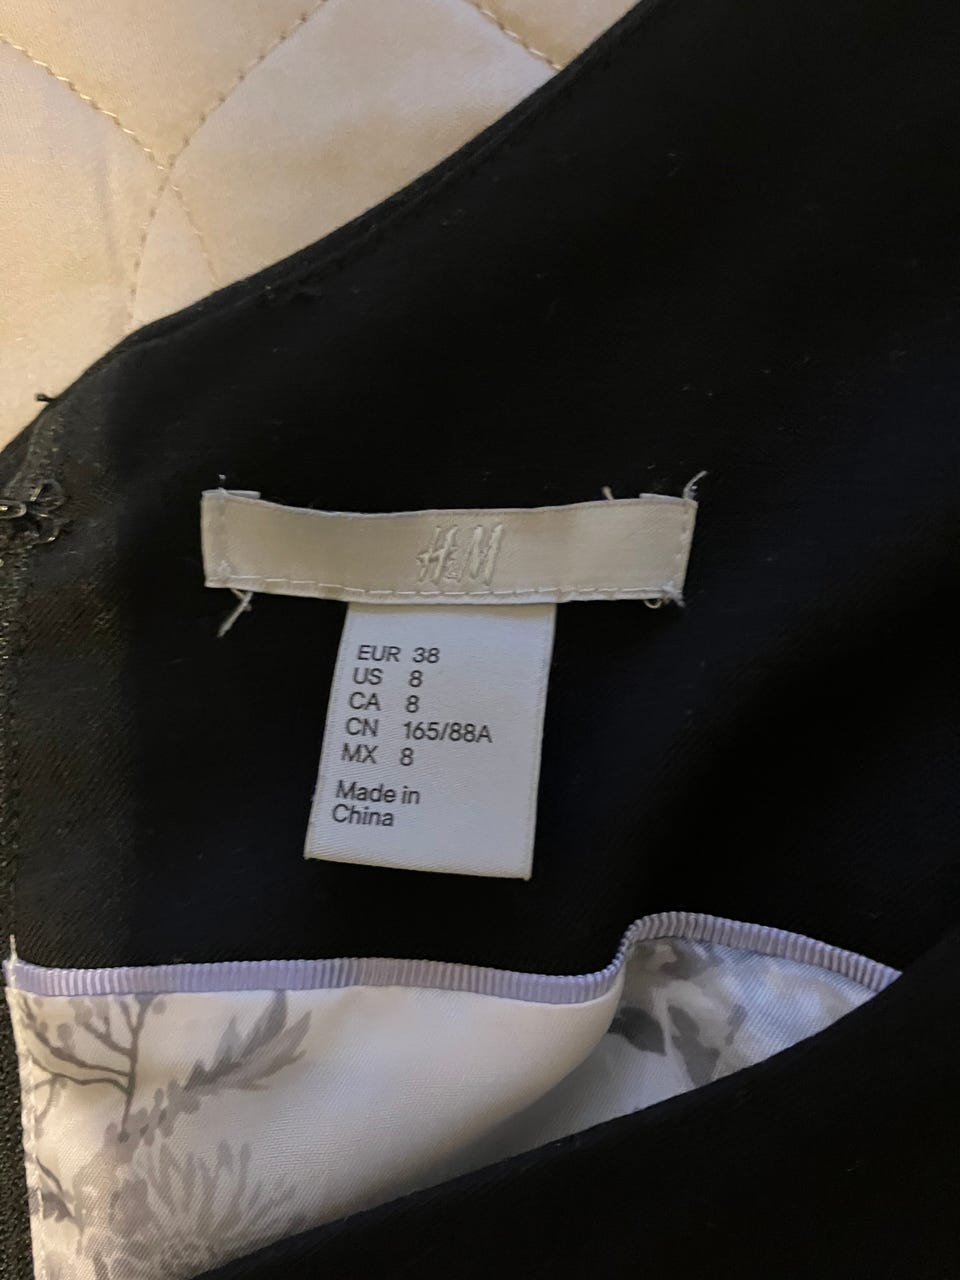 H&M
EUR 38
US 8
CA 8
CN 165/88A
MX 8
Made in
China